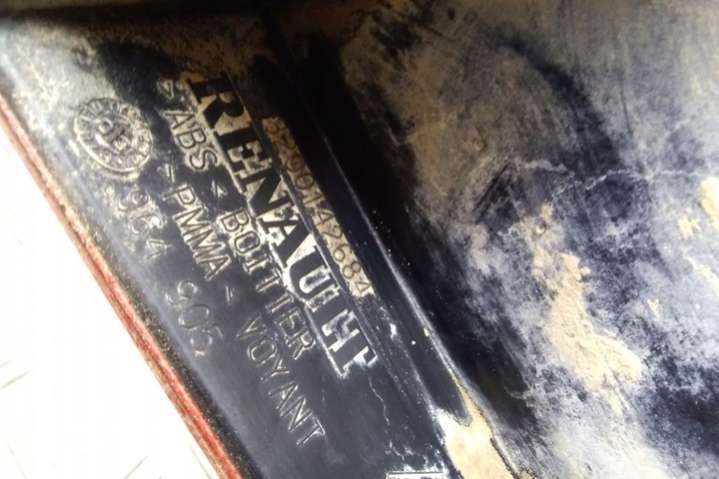 8200142684
RENAULT
> ABS < BOITIER
> PMMA < VOYANT
964 905